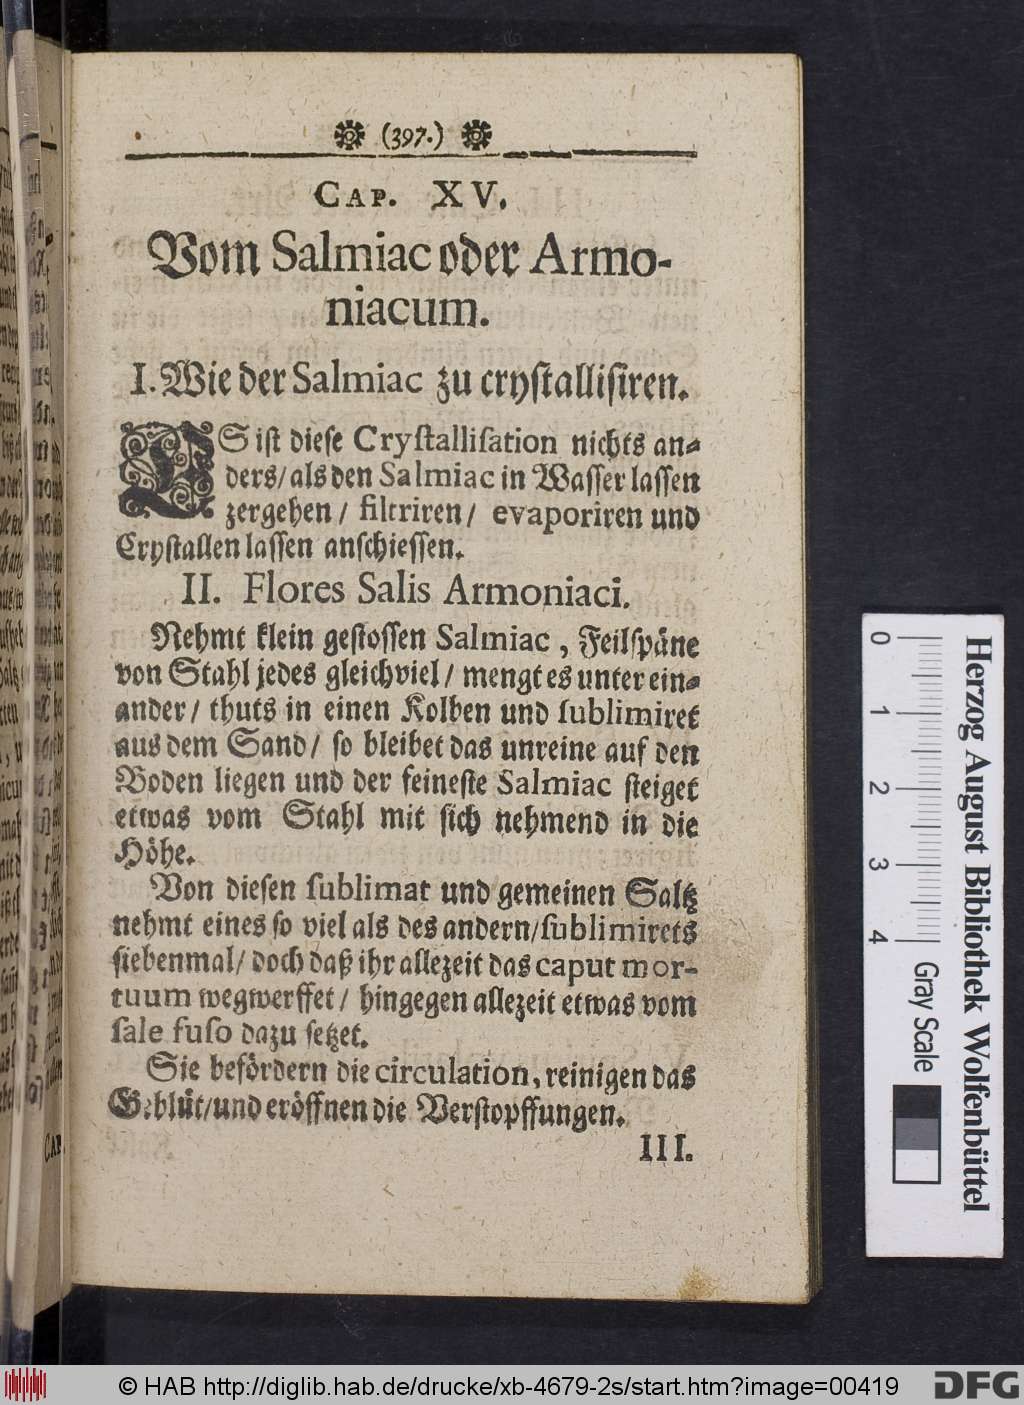 (397.)
CAP. XV.
Vom Salmiac oder Armo-
niacum.
I. Wie der Salmiac zu crystallisiren.
ES ist diese Crystallisation nichts an-
ders/ als den Salmiac in Wasser lassen
zergehen/ filtriren/ evaporiren und
Crystallen lassen anschiessen.
II. Flores Salis Armoniaci.
Nehmt klein gestossen Salmiac, Feilspäne
von Stahl jedes gleichviel/ mengt es unter ein-
ander/ thuts in einen Kolben und sublimiret
aus dem Sand/ so bleibet das unreine auf den
Boden liegen und der feineste Salmiac steiget
etwas vom Stahl mit sich nehmend in die
Höhe.
Von diesen sublimat und gemeinen Saltz
nehmt eines so viel als des andern/ sublimirets
siebenmal/ doch daß ihr allezeit das caput mor-
tuum wegwerffet/ hingegen allezeit etwas vom
sale fuso dazu setzet.
Sie befördern die circulation, reinigen das
Geblüt/ und eröffnen die Verstopffungen.
III.
CAP.
0 1 2 3 4
Gray Scale
Herzog August Bibliothek Wolfenbüttel
© HAB http://diglib.hab.de/drucke/xb-4679-2s/start.htm?image=00419
DFG